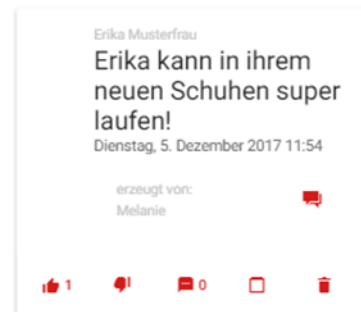 Erika Musterfrau
Erika kann in ihrem
neuen Schuhen super
laufen!
Dienstag, 5. Dezember 2017 11:54
erzeugt von:
Melanie
1
0